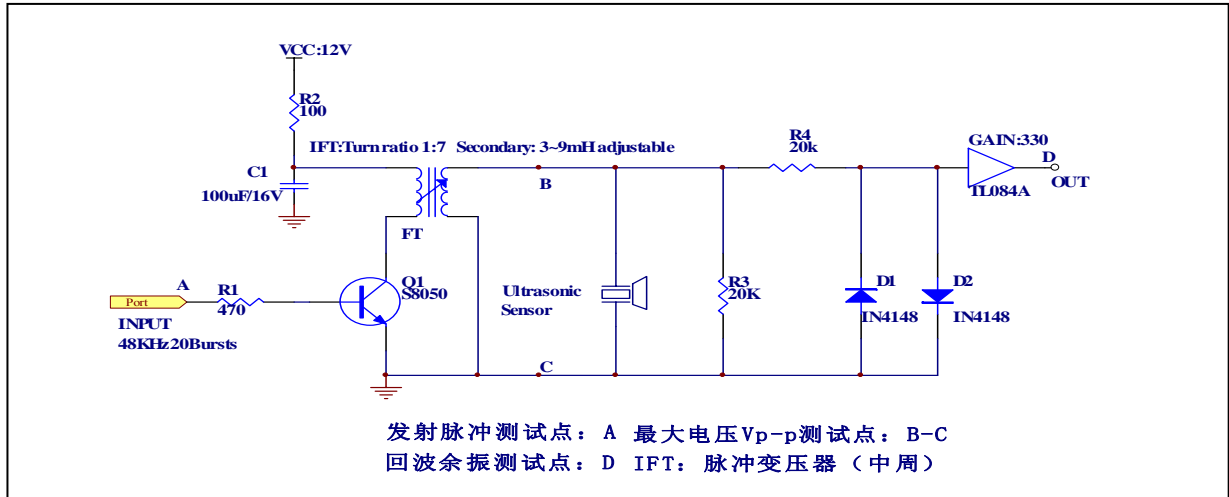 VCC:12V
R2
100
IFT:Turn ratio 1:7 Secondary: 3~9mH adjustable
R4
20k
GAIN:330
D
OUT
TL084A
C1
100uF/16V
B
FT
A
Port
R1
470
Q1
S8050
Ultrasonic
Sensor
R3
20K
D1
IN4148
D2
IN4148
INPUT
48KHz 20Bursts
C
发射脉冲测试点：A 最大电压Vp-p测试点：B-C
回波余振测试点：D IFT：脉冲变压器（中周）